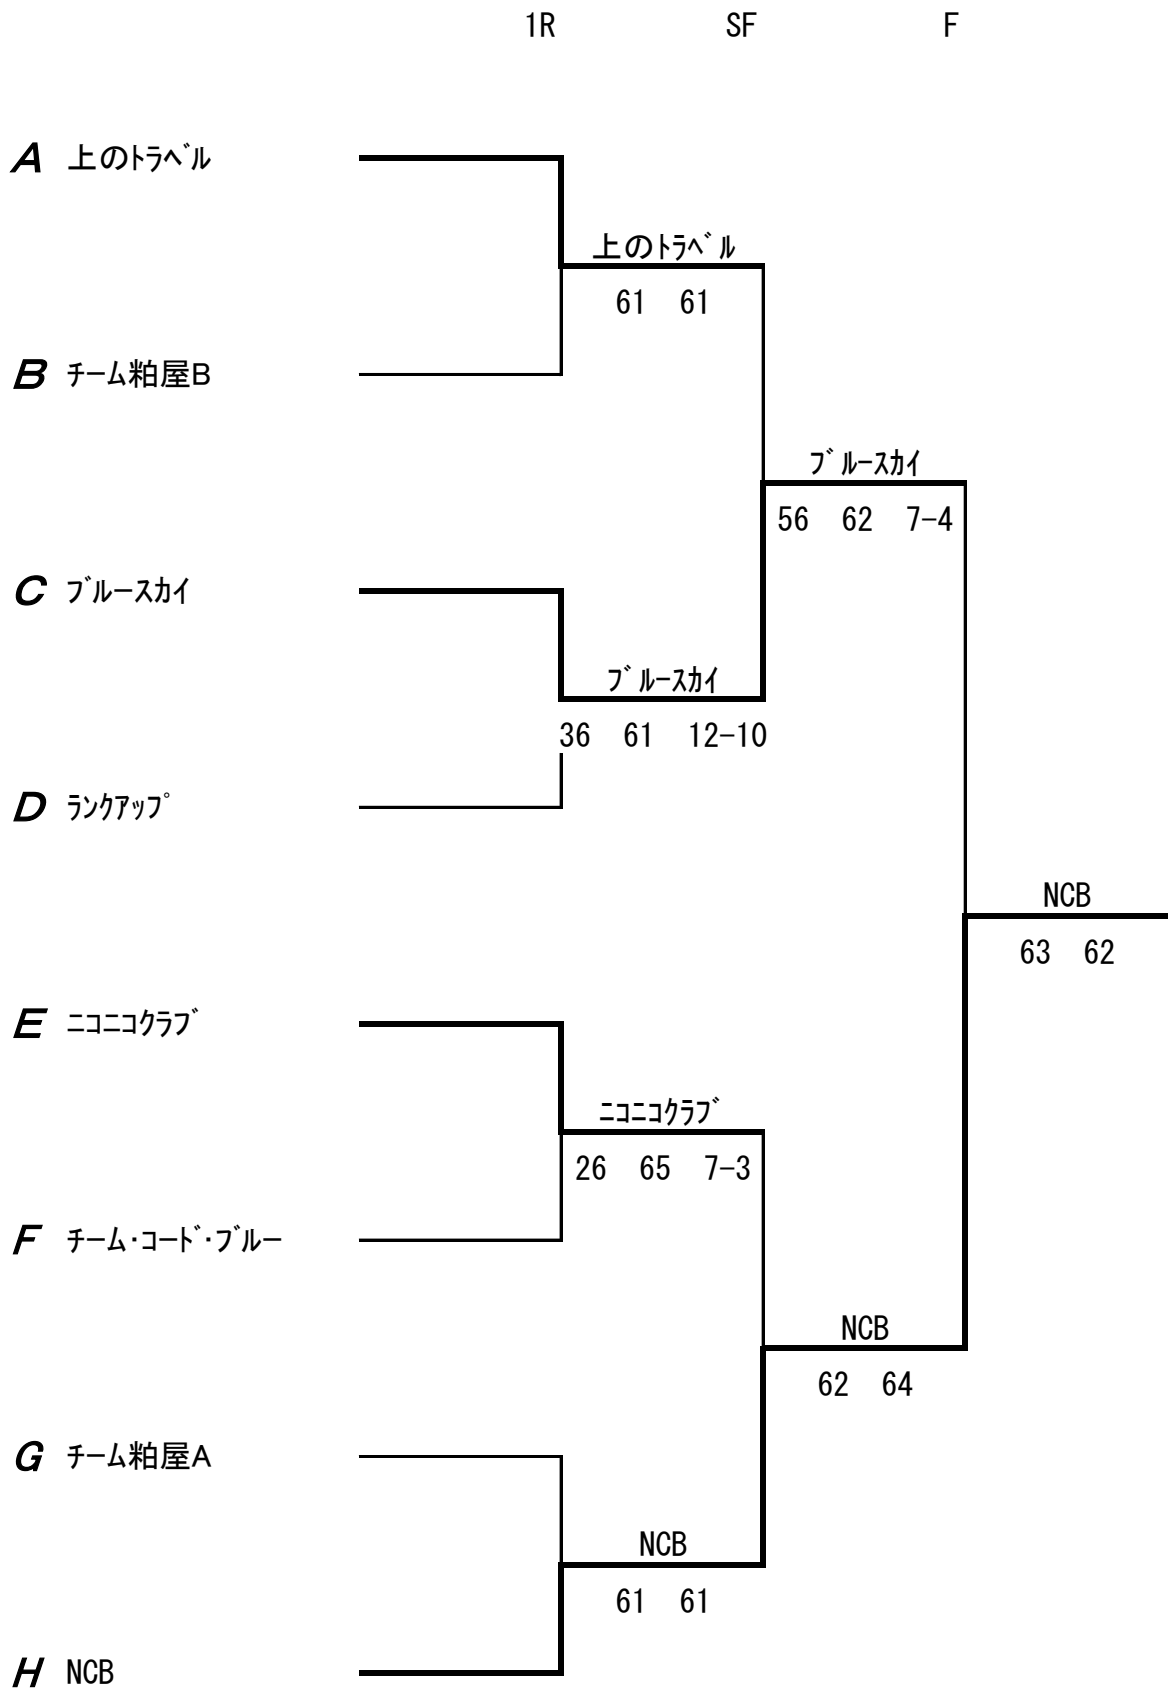 1R SF F
A 上のﾄﾗﾍﾞﾙ
上のﾄﾗﾍﾞﾙ
61 61
B ﾁｰﾑ粕屋B
ﾌﾞﾙｰｽｶｲ
56 62 7-4
C ﾌﾞﾙｰｽｶｲ
ﾌﾞﾙｰｽｶｲ
36 61 12-10
D ﾗﾝｸｱｯﾌﾟ
NCB
63 62
E ﾆｺﾆｺｸﾗﾌﾞ
ﾆｺﾆｺｸﾗﾌﾞ
26 65 7-3
F ﾁｰﾑ･ｺｰﾄﾞ･ﾌﾞﾙｰ
NCB
62 64
G ﾁｰﾑ粕屋A
NCB
61 61
H NCB